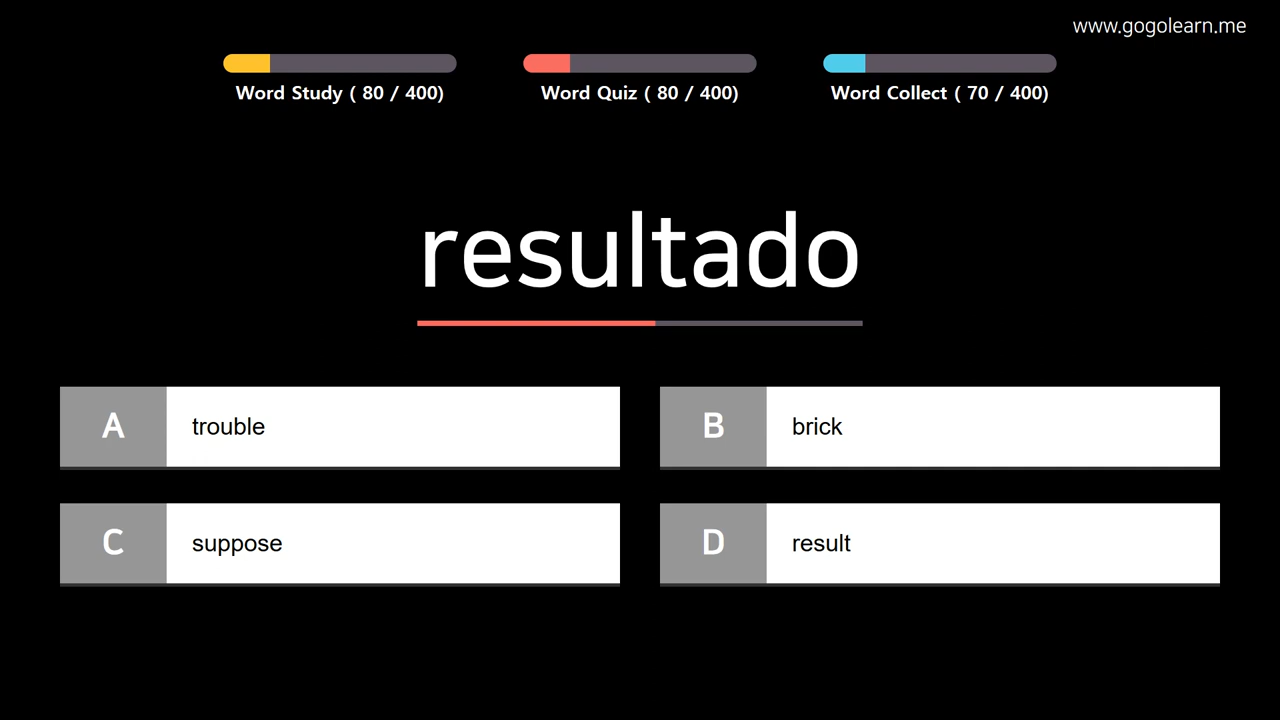 www.gogolearn.me
Word Study ( 80 / 400)
Word Quiz ( 80 / 400)
Word Collect ( 70 / 400)
resultado
A trouble
B brick
C suppose
D result